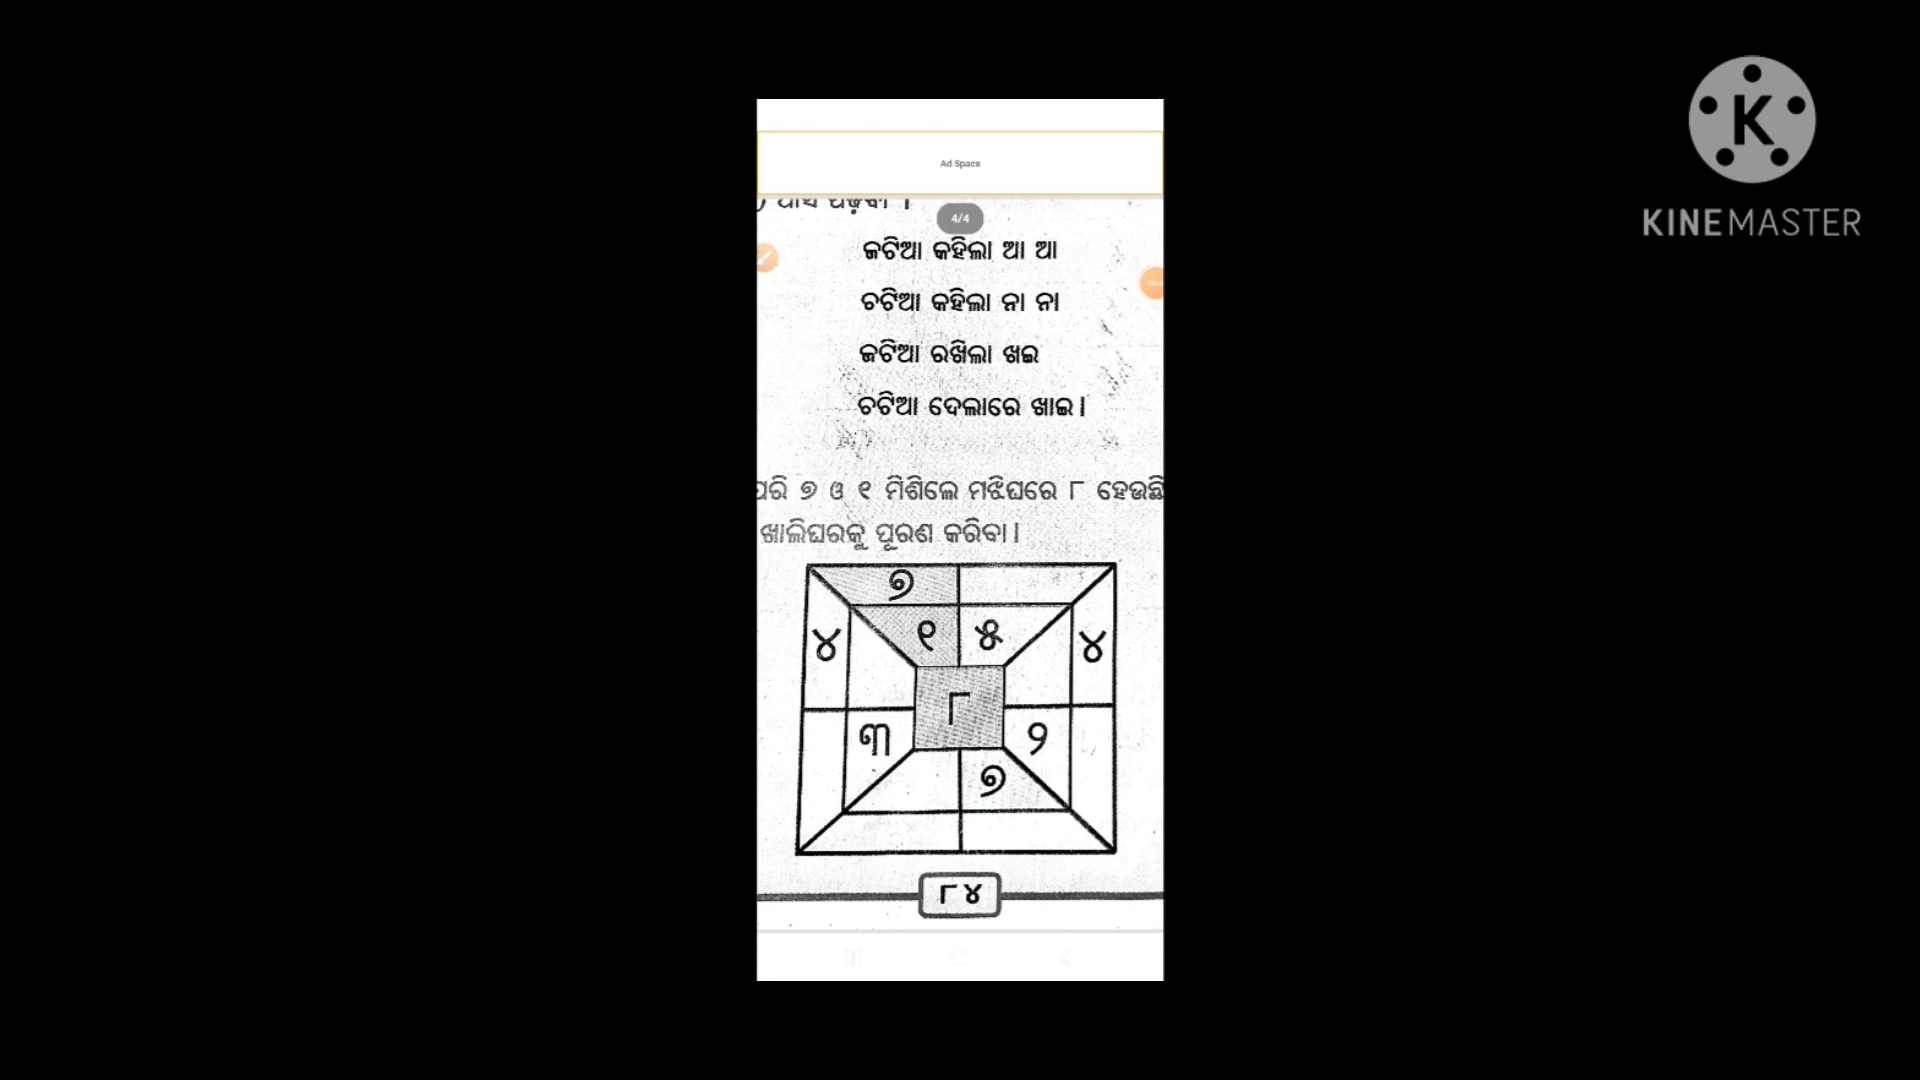 Ad Space
4/4
ଜଟିଆ କହିଲା ଆ ଆ
ଚଟିଆ କହିଲା ନା ନା
ଜଟିଆ ରଖିଲା ଖଇ
ଚଟିଆ ଦେଲାରେ ଖାଇ।
ପରି ୭ ଓ ୧ ମିଶିଲେ ମଝିଘରେ ୮ ହେଉଛି
ଖାଲିଘରକୁ ପୂରଣ କରିବା।
୭
୪ ୧ ୫ ୪
୮
୩ ୨
୭
୮୪
K
KINEMASTER